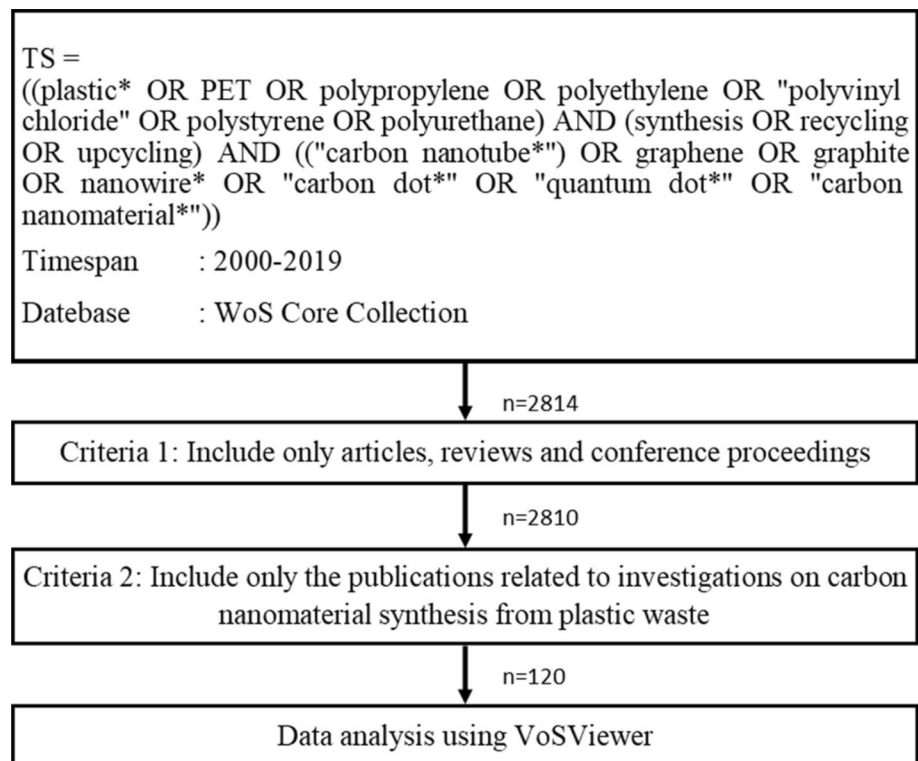 TS =
((plastic* OR PET OR polypropylene OR polyethylene OR "polyvinyl
chloride" OR polystyrene OR polyurethane) AND (synthesis OR recycling
OR upcycling) AND (("carbon nanotube*") OR graphene OR graphite
OR nanowire* OR "carbon dot*" OR "quantum dot*" OR "carbon
nanomaterial*"))
Timespan : 2000-2019
Datebase : WoS Core Collection
n=2814
Criteria 1: Include only articles, reviews and conference proceedings
n=2810
Criteria 2: Include only the publications related to investigations on carbon
nanomaterial synthesis from plastic waste
n=120
Data analysis using VoSViewer